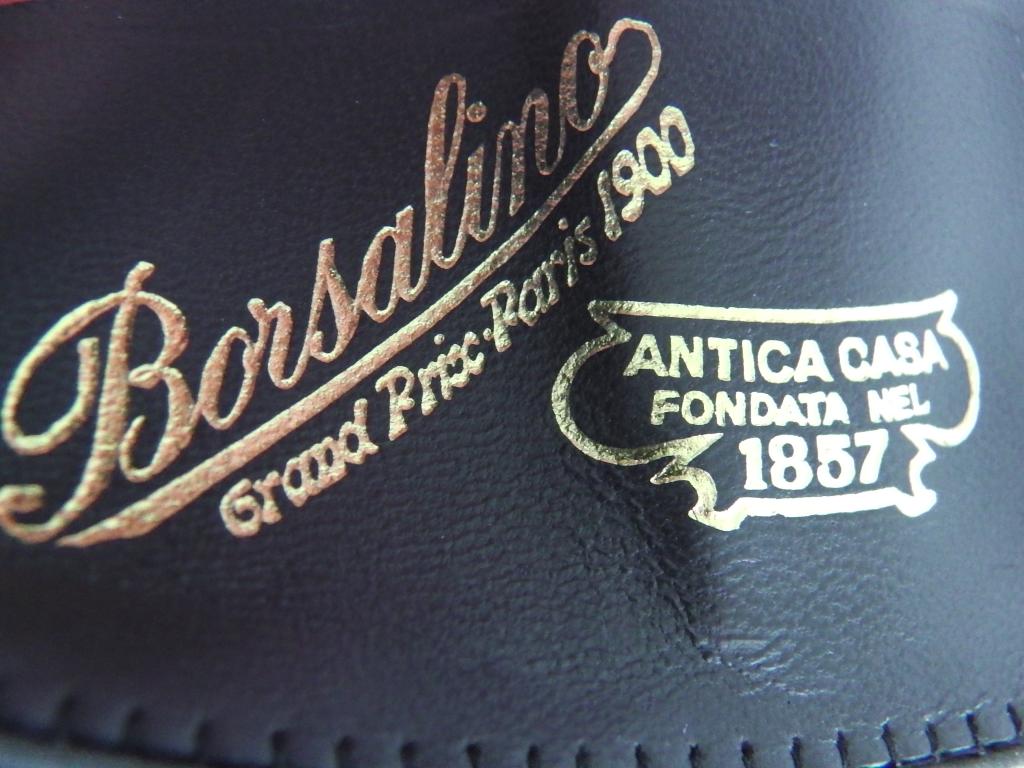 Borsalino
Grand Prix-Paris 1900
ANTICA CASA
FONDATA NEL
1857